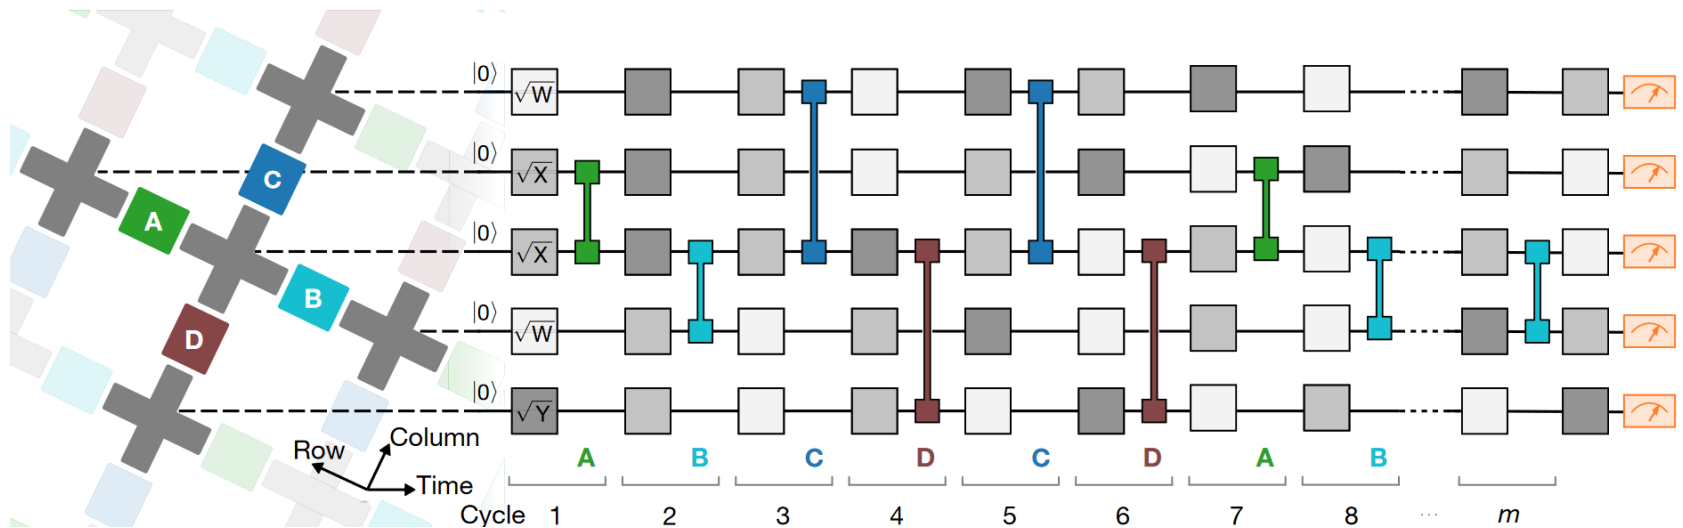 |0⟩
√W
|0⟩
√X
C
A
|0⟩
√X
B
|0⟩
√W
D
|0⟩
√Y
Row
Column
Time
A B C D C D A B
Cycle 1 2 3 4 5 6 7 8 ... m